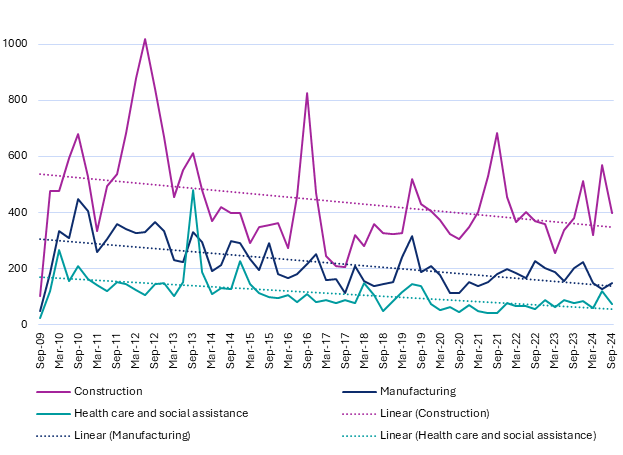 1000
800
600
400
200
0
Sep-09
Mar-10
Sep-10
Mar-11
Sep-11
Mar-12
Sep-12
Mar-13
Sep-13
Mar-14
Sep-14
Mar-15
Sep-15
Mar-16
Sep-16
Mar-17
Sep-17
Mar-18
Sep-18
Mar-19
Sep-19
Mar-20
Sep-20
Mar-21
Sep-21
Mar-22
Sep-22
Mar-23
Sep-23
Mar-24
Sep-24
Construction
Manufacturing
Health care and social assistance
Linear (Construction)
Linear (Manufacturing)
Linear (Health care and social assistance)